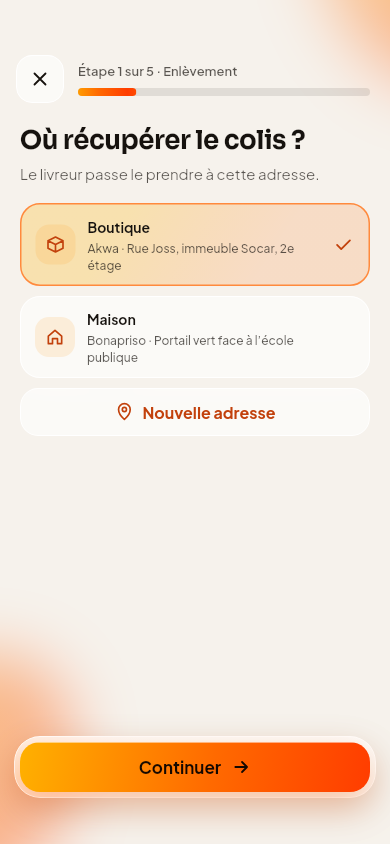 Étape 1 sur 5 · Enlèvement
Où récupérer le colis ?
Le livreur passe le prendre à cette adresse.
Boutique
Akwa · Rue Joss, immeuble Socar, 2e
étage
Maison
Bonapriso · Portail vert face à l’école
publique
Nouvelle adresse
Continuer